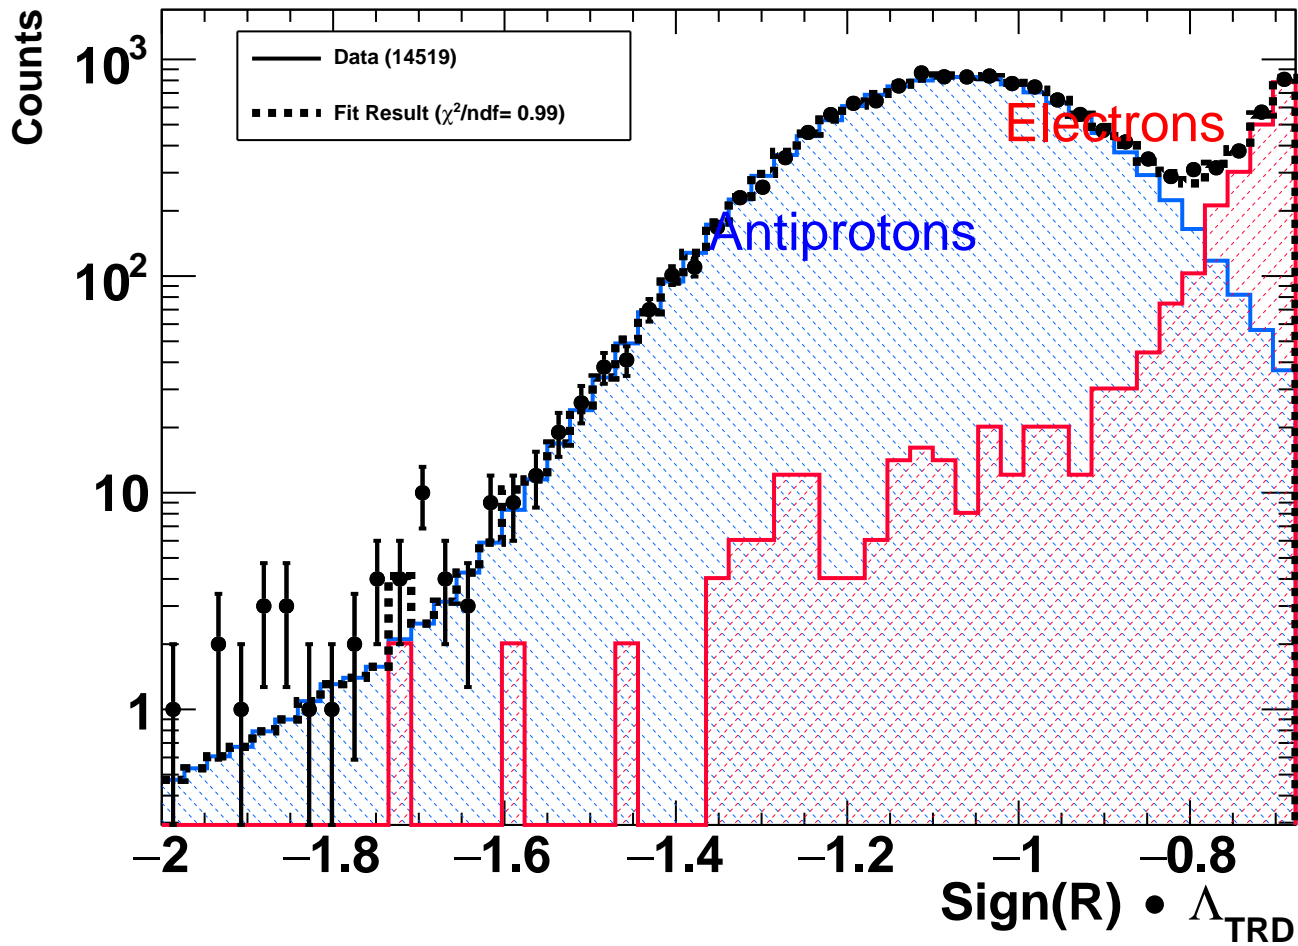 Counts
10³
10²
10
1
Data (14519)
Fit Result (χ²/ndf= 0.99)
Electrons
Antiprotons
−2 −1.8 −1.6 −1.4 −1.2 −1 −0.8
Sign(R) • Λ_TRD